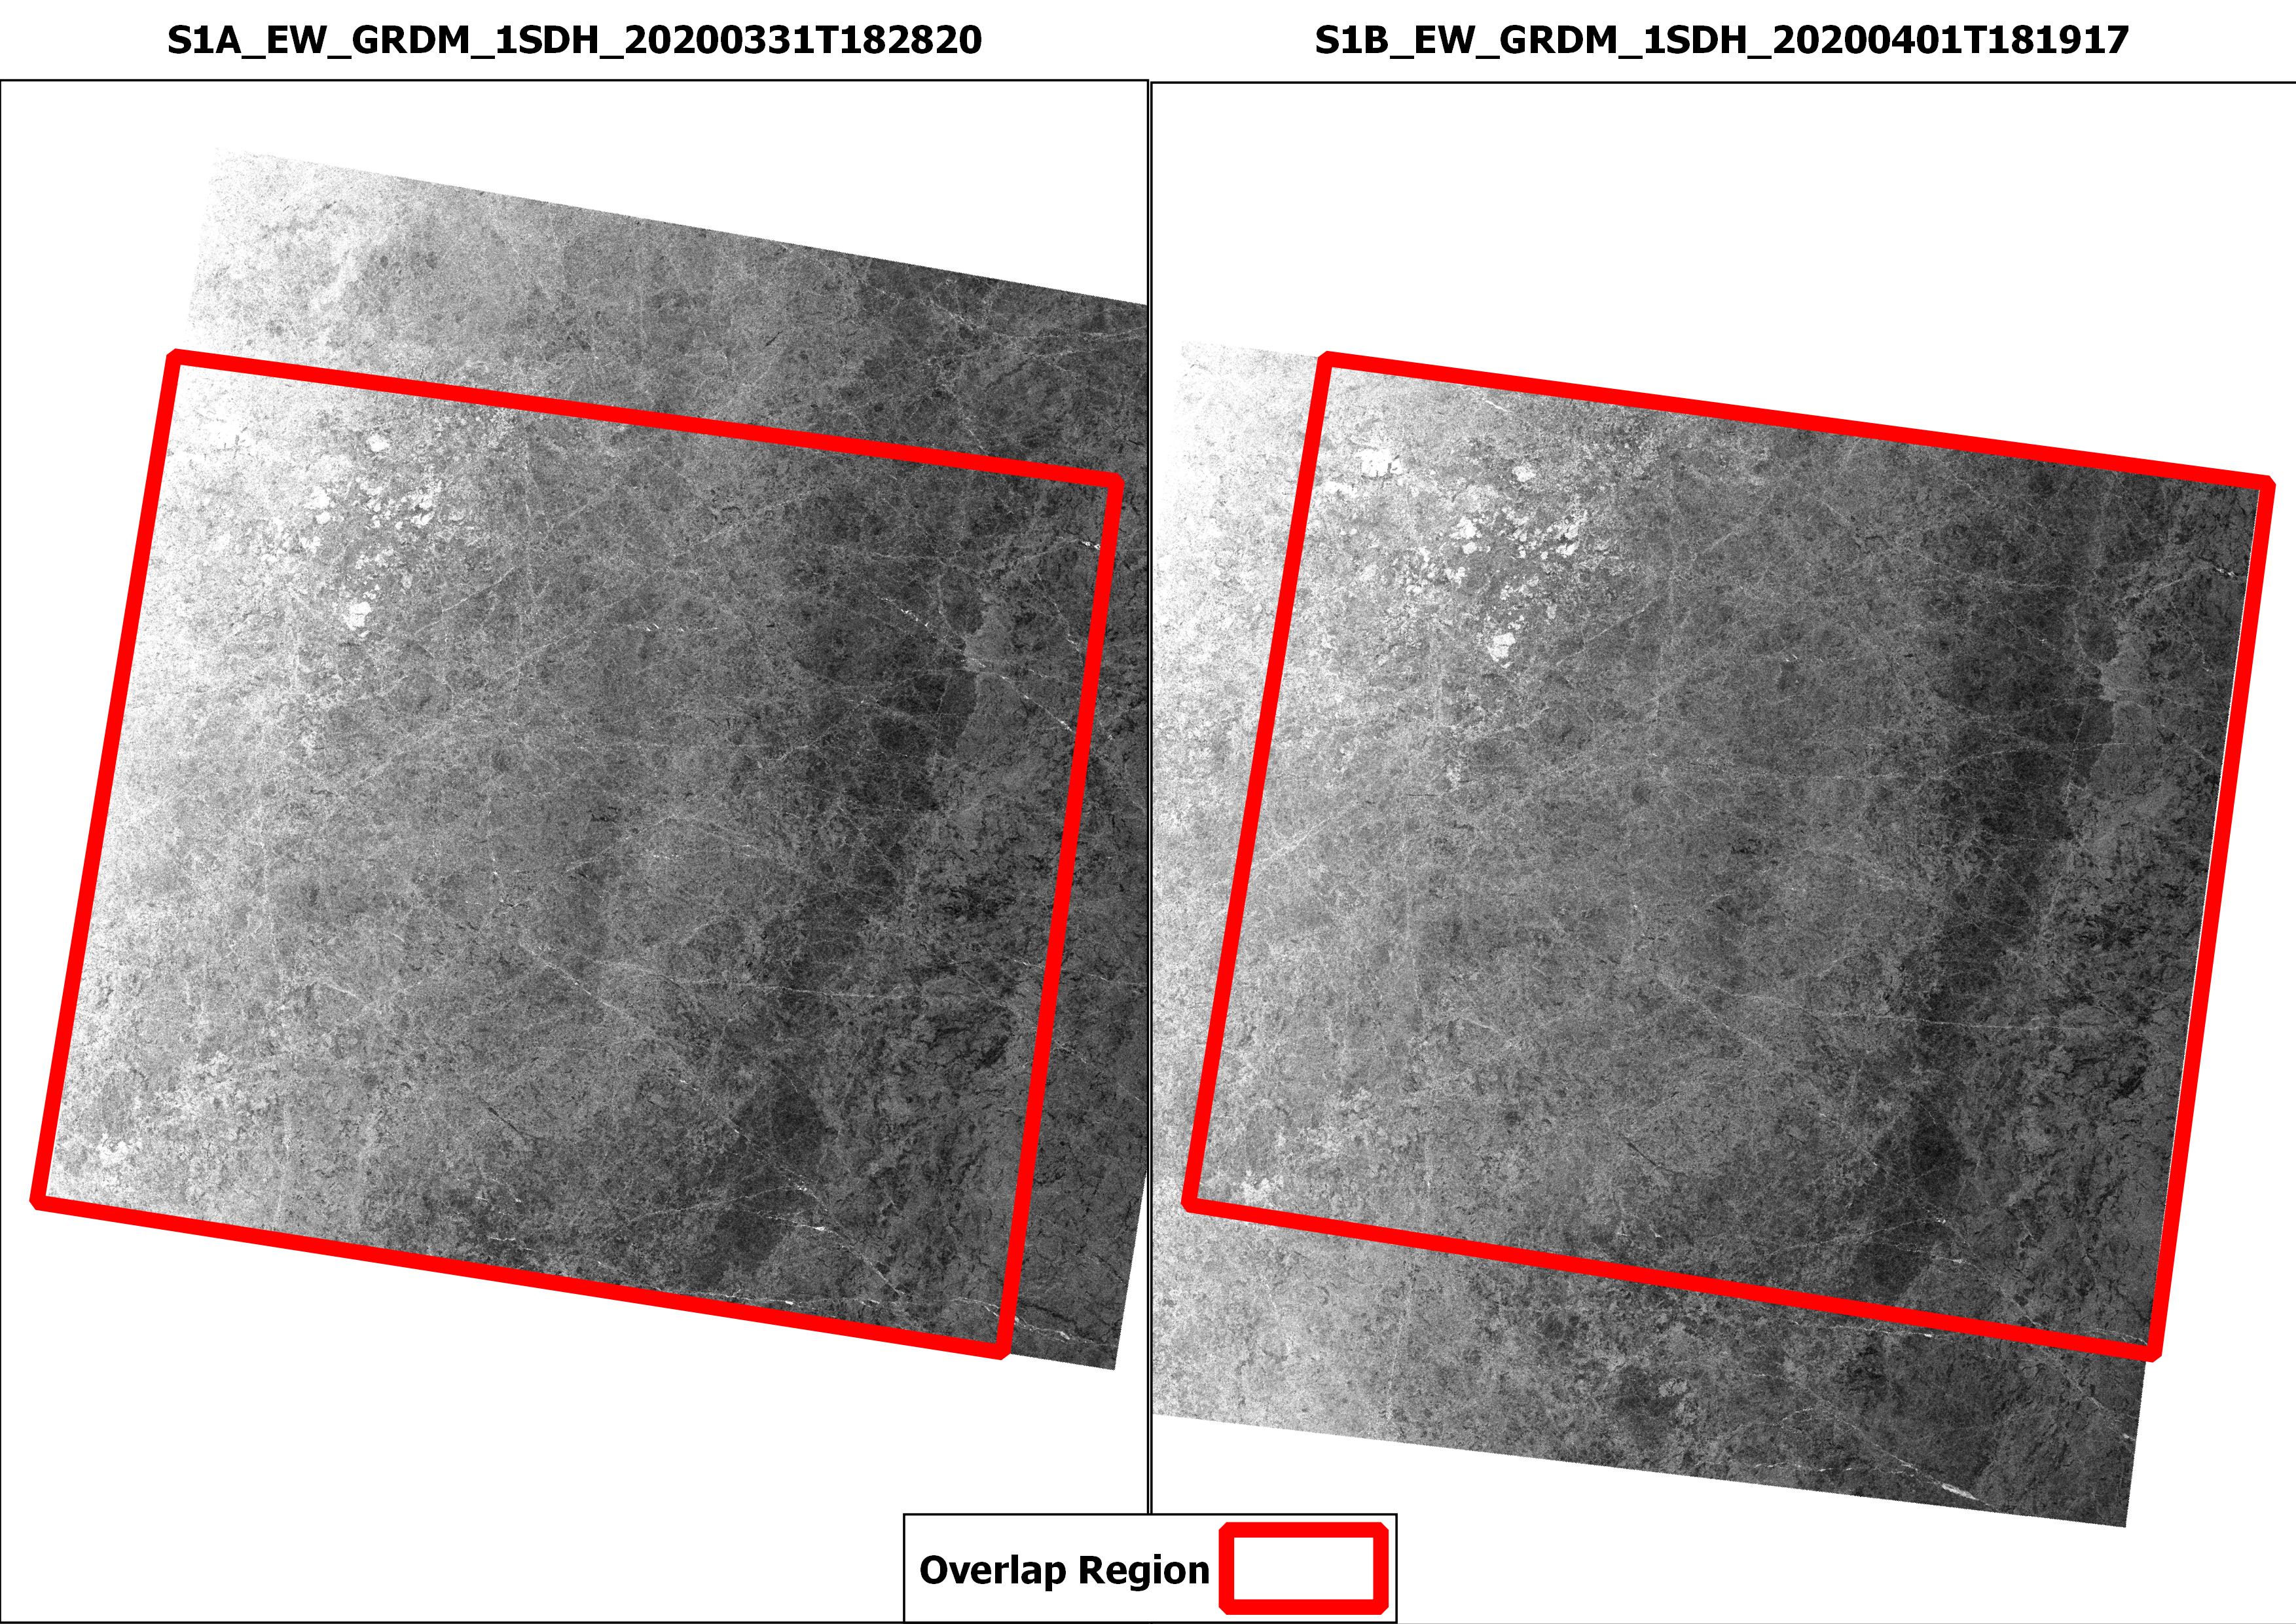 S1A_EW_GRDM_1SDH_20200331T182820
S1B_EW_GRDM_1SDH_20200401T181917
Overlap Region